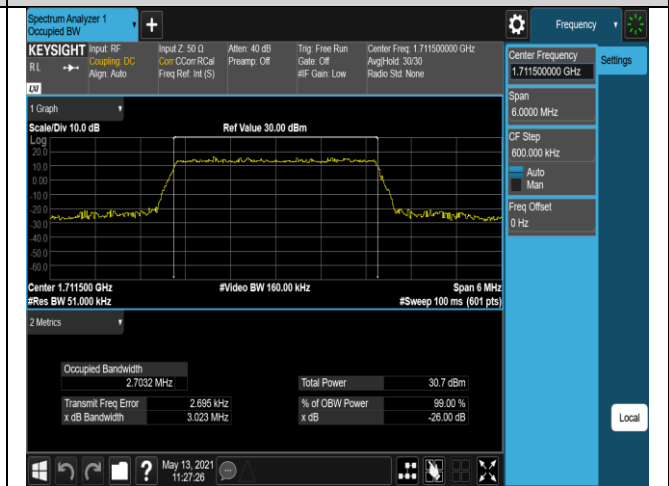 Spectrum Analyzer 1
Occupied BW
Frequency
KEYSIGHT
RL
LXI
Input: RF
Coupling: DC
Align: Auto
Input Z: 50 Ω
Corr CCorr RCal
Freq Ref: Int (S)
Atten: 40 dB
Preamp: Off
Trig: Free Run
Gate: Off
#IF Gain: Low
Center Freq: 1.711500000 GHz
Avg|Hold: 30/30
Radio Std: None
Center Frequency
1.711500000 GHz
Settings
Span
6.0000 MHz
CF Step
600.000 kHz
Auto
Man
Freq Offset
0 Hz
Local
1 Graph
Scale/Div 10.0 dB
Ref Value 30.00 dBm
Log
20.0
10.0
0.00
-10.0
-20.0
-30.0
-40.0
-50.0
-60.0
Center 1.711500 GHz
#Video BW 160.00 kHz
Span 6 MHz
#Res BW 51.000 kHz
#Sweep 100 ms (601 pts)
2 Metrics
Occupied Bandwidth
2.7032 MHz
Total Power 30.7 dBm
Transmit Freq Error 2.695 kHz
% of OBW Power 99.00 %
x dB Bandwidth 3.023 MHz
x dB -26.00 dB
May 13, 2021
11:27:26